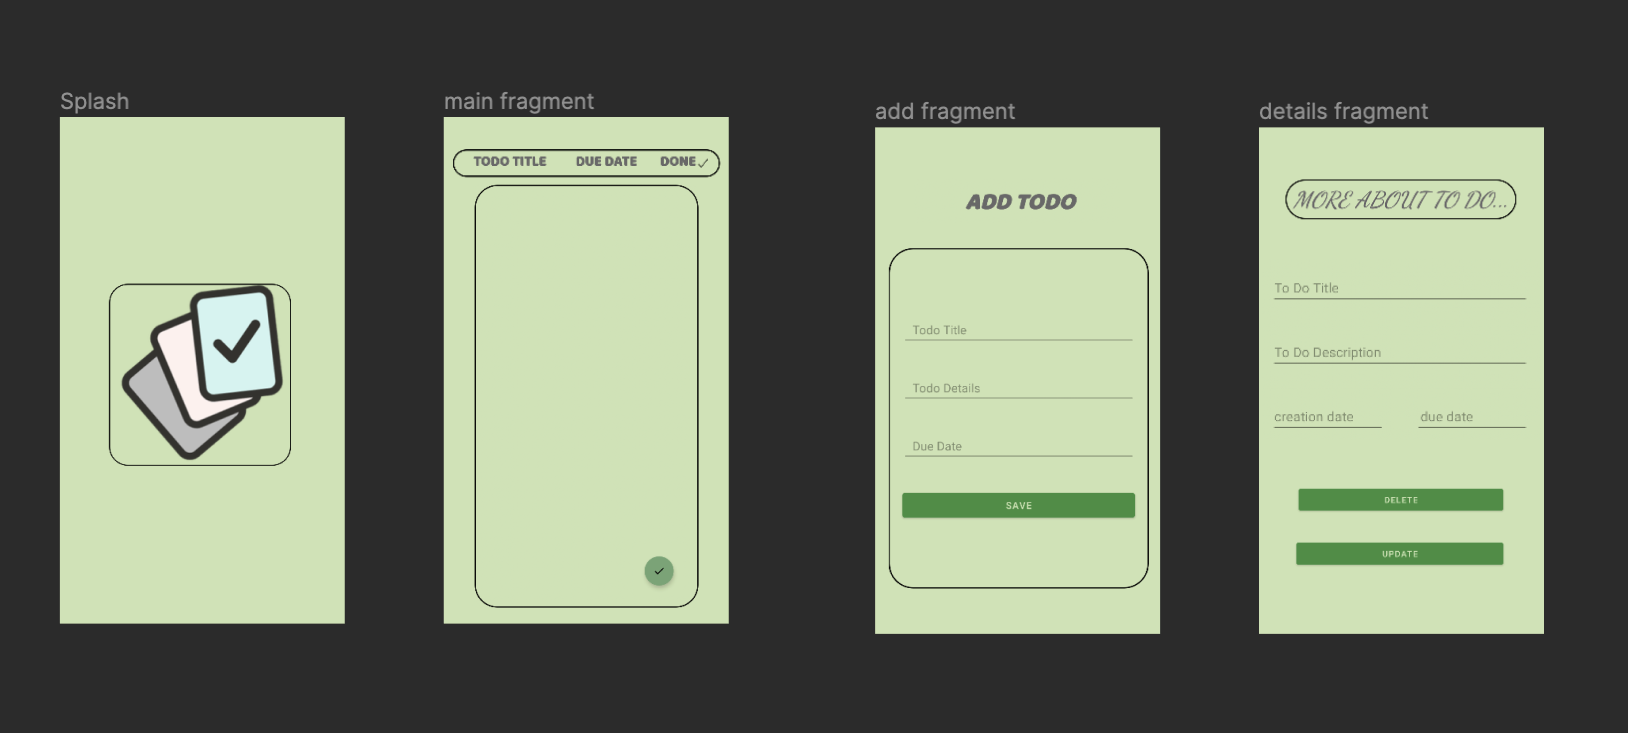 Splash
main fragment
TODO TITLE DUE DATE DONE✓
add fragment
ADD TODO
Todo Title
Todo Details
Due Date
SAVE
details fragment
MORE ABOUT TO DO...
To Do Title
To Do Description
creation date due date
DELETE
UPDATE